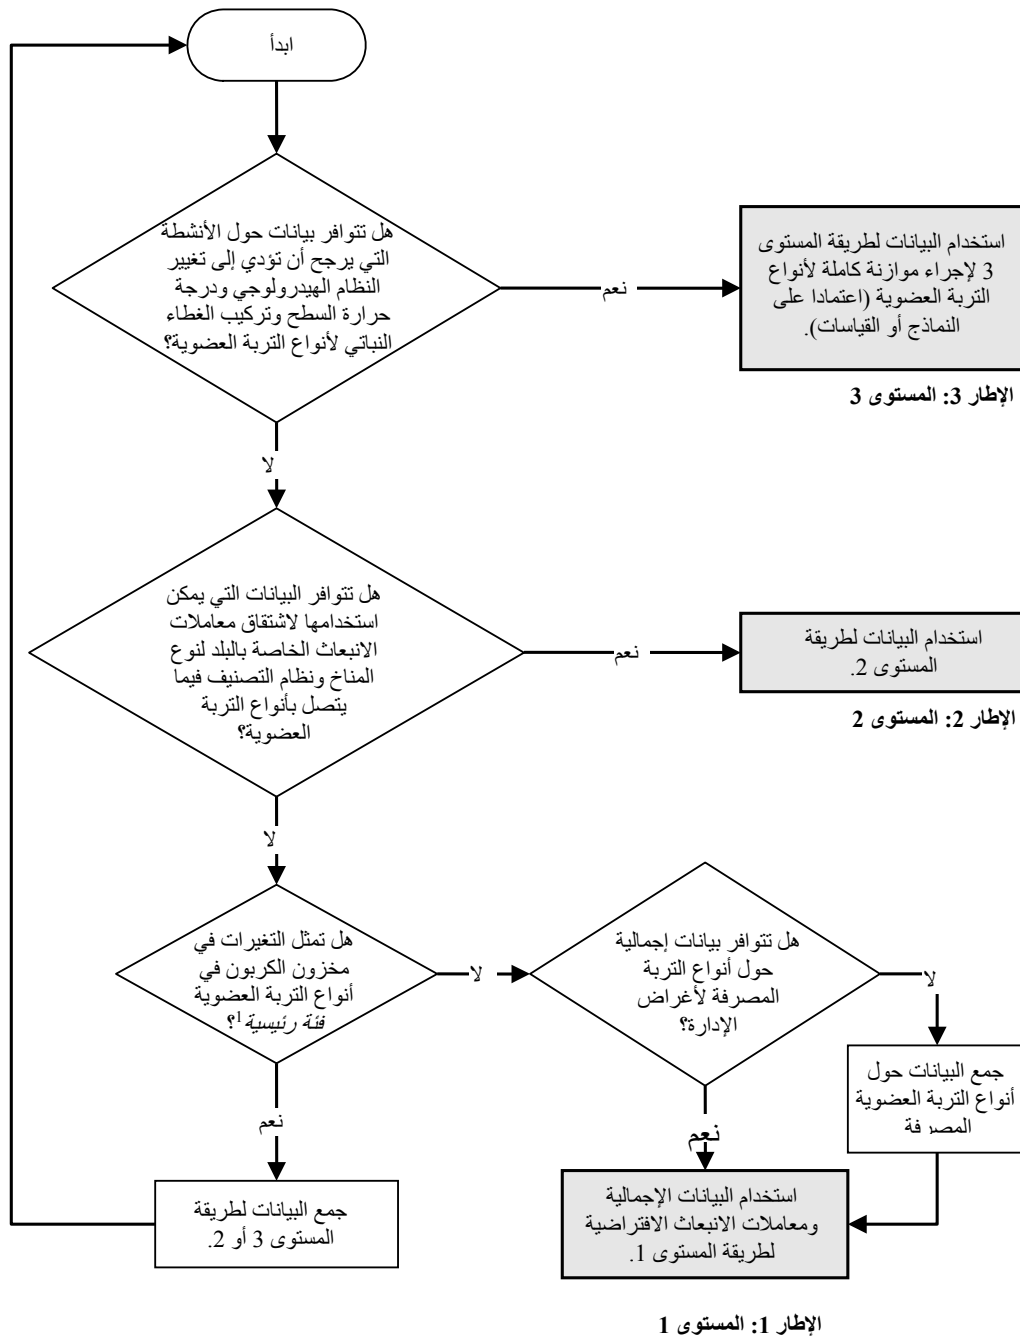 ابدأ
هل تتوافر بيانات حول الأنشطة
التي يرجح أن تؤدي إلى تغيير
النظام الهيدرولوجي ودرجة
حرارة السطح وتركيب الغطاء
النباتي لأنواع التربة العضوية؟
نعم
استخدام البيانات لطريقة المستوى
3 لإجراء موازنة كاملة لأنواع
التربة العضوية (اعتمادا على
النماذج أو القياسات).
الإطار 3: المستوى 3
لا
هل تتوافر البيانات التي يمكن
استخدامها لاشتقاق معاملات
الانبعاث الخاصة بالبلد لنوع
المناخ ونظام التصنيف فيما
يتصل بأنواع التربة
العضوية؟
نعم
استخدام البيانات لطريقة
المستوى 2.
الإطار 2: المستوى 2
لا
هل تمثل التغيرات في
مخزون الكربون في
أنواع التربة العضوية
فئة رئيسية1؟
لا
هل تتوافر بيانات إجمالية
حول أنواع التربة
المصرفة لأغراض
الإدارة؟
لا
جمع البيانات حول
أنواع التربة العضوية
المصرفة
نعم
نعم
جمع البيانات لطريقة
المستوى 3 أو 2.
استخدام البيانات الإجمالية
ومعاملات الانبعاث الافتراضية
لطريقة المستوى 1.
الإطار 1: المستوى 1